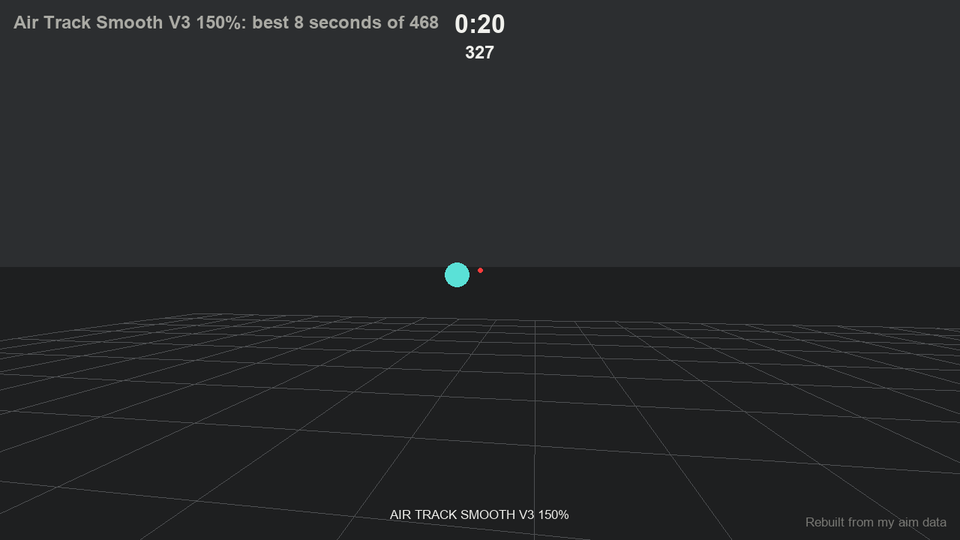 Air Track Smooth V3 150%: best 8 seconds of 468
0:20
327
AIR TRACK SMOOTH V3 150%
Rebuilt from my aim data